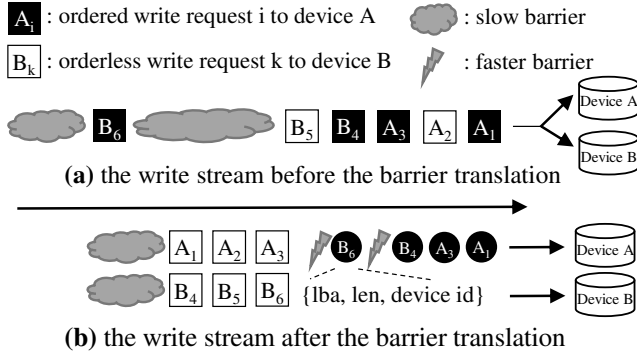 Aᵢ : ordered write request i to device A
: slow barrier
Bₖ : orderless write request k to device B
: faster barrier
B₆ B₅ B₄ A₃ A₂ A₁
Device A
Device B
(a) the write stream before the barrier translation
A₁ A₂ A₃ B₆ B₄ A₃ A₁
Device A
B₄ B₅ B₆ {lba, len, device id}
Device B
(b) the write stream after the barrier translation